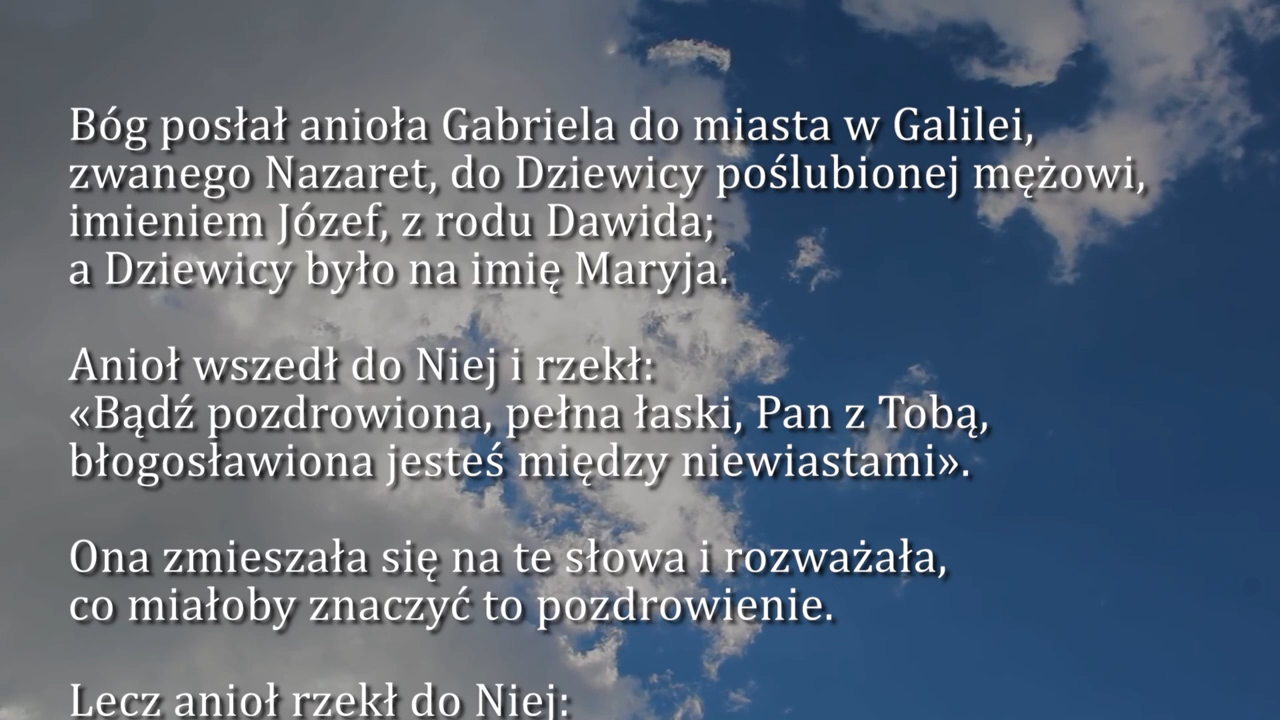 Bóg posłał anioła Gabriela do miasta w Galilei,
zwanego Nazaret, do Dziewicy poślubionej mężowi,
imieniem Józef, z rodu Dawida;
a Dziewicy było na imię Maryja.
Anioł wszedł do Niej i rzekł:
«Bądź pozdrowiona, pełna łaski, Pan z Tobą,
błogosławiona jesteś między niewiastami».
Ona zmieszała się na te słowa i rozważała,
co miałoby znaczyć to pozdrowienie.
Lecz anioł rzekł do Niej: